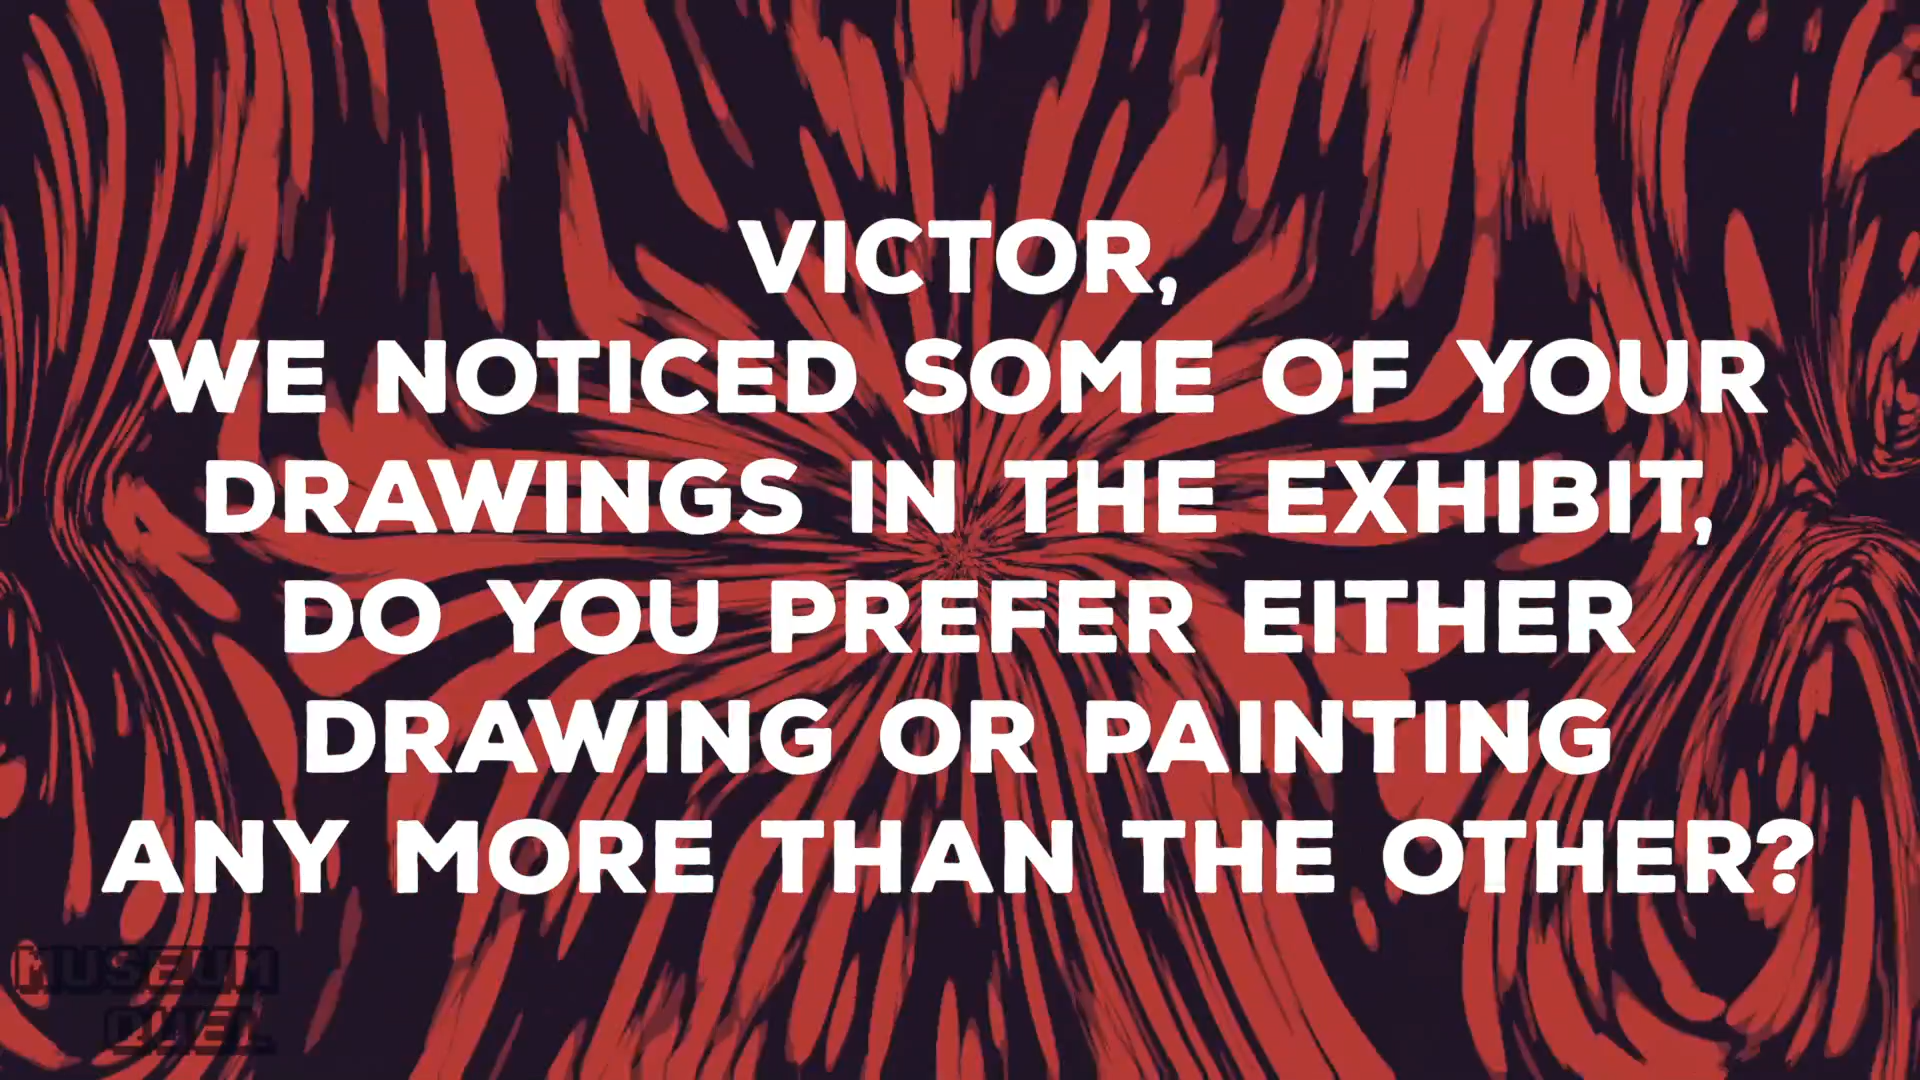 VICTOR,
WE NOTICED SOME OF YOUR
DRAWINGS IN THE EXHIBIT,
DO YOU PREFER EITHER
DRAWING OR PAINTING
ANY MORE THAN THE OTHER?
MUSEUM
QUEL